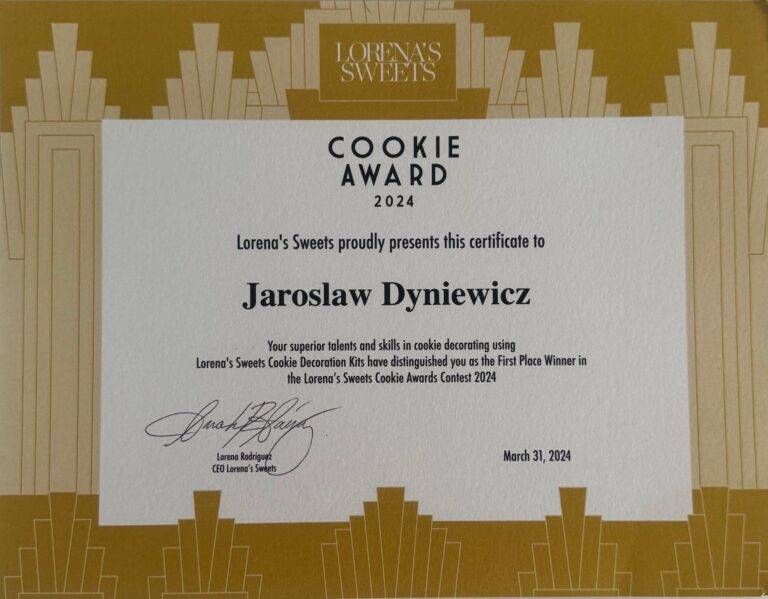 LORENA'S
SWEETS
COOKIE
AWARD
2024
Lorena's Sweets proudly presents this certificate to
Jaroslaw Dyniewicz
Your superior talents and skills in cookie decorating using
Lorena's Sweets Cookie Decoration Kits have distinguished you as the First Place Winner in
the Lorena's Sweets Cookie Awards Contest 2024
Lorena Rodriguez
CEO Lorena's Sweets
March 31, 2024